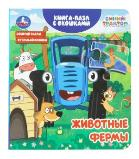 Умка
КНИГА-ПАЗЛ
С ОКОШКАМИ
СИНИЙ
ТРАКТОР
ЖИВОТНЫЕ
ФЕРМЫ